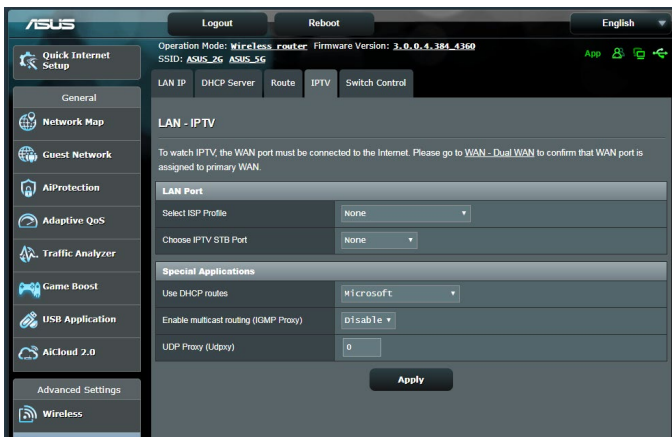 ASUS
Logout
Reboot
English
Operation Mode: Wireless router Firmware Version: 3.0.0.4.384_4360
SSID: ASUS_2G ASUS_5G
App
Quick Internet
Setup
General
Network Map
Guest Network
AiProtection
Adaptive QoS
Traffic Analyzer
Game Boost
USB Application
AiCloud 2.0
Advanced Settings
Wireless
LAN IP
DHCP Server
Route
IPTV
Switch Control
LAN - IPTV
To watch IPTV, the WAN port must be connected to the Internet. Please go to WAN - Dual WAN to confirm that WAN port is
assigned to primary WAN.
LAN Port
Select ISP Profile
None
Choose IPTV STB Port
None
Special Applications
Use DHCP routes
Microsoft
Enable multicast routing (IGMP Proxy)
Disable
UDP Proxy (Udpxy)
0
Apply